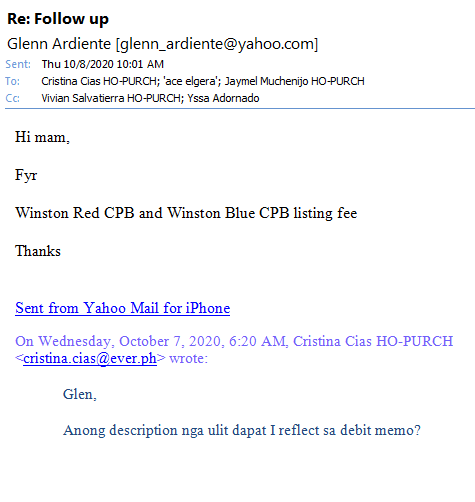 Re: Follow up
Glenn Ardiente [glenn_ardiente@yahoo.com]
Sent: Thu 10/8/2020 10:01 AM
To: Cristina Cias HO-PURCH; 'ace elgera'; Jaymel Muchenijo HO-PURCH
Cc: Vivian Salvatierra HO-PURCH; Yssa Adornado
Hi mam,
Fyr
Winston Red CPB and Winston Blue CPB listing fee
Thanks
Sent from Yahoo Mail for iPhone
On Wednesday, October 7, 2020, 6:20 AM, Cristina Cias HO-PURCH
<cristina.cias@ever.ph> wrote:
Glen,
Anong description nga ulit dapat I reflect sa debit memo?